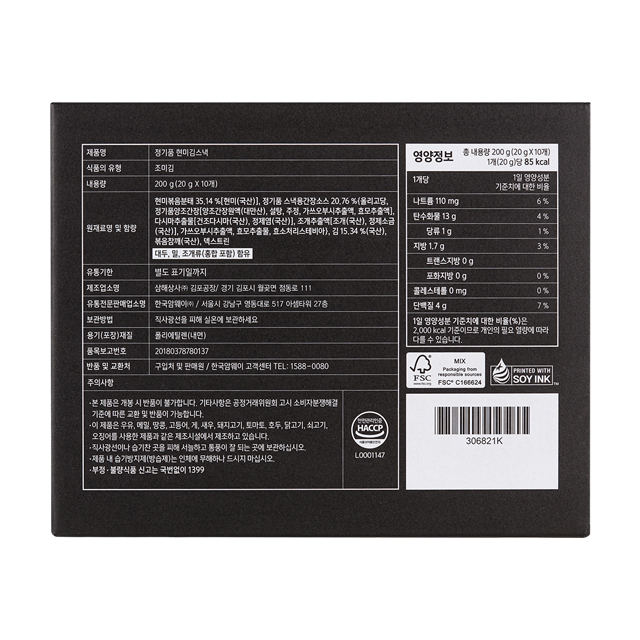 제품명 정기품 현미김스낵
식품의 유형 조미김
내용량 200 g (20 g X 10개)
원재료명 및 함량
현미볶음분태 35.14 %[현미(국산)], 정기품 스낵용간장소스 20.76 %(올리고당,
정기품양조간장[양조간장원액(대만산), 설탕, 주정, 가쓰오부시추출액, 효모추출액],
다시마추출물[건조다시마(국산), 정제염(국산)], 조개추출액[조개(국산), 정제소금
(국산)], 가쓰오부시추출물, 효모추출물, 효소처리스테비아), 김 15.34 %(국산),
볶음참깨(국산), 덱스트린
대두, 밀, 조개류(홍합 포함) 함유
유통기한 별도 표기일까지
제조업소명 삼해상사㈜ 김포공장/ 경기 김포시 월곶면 점동로 111
유통전문판매업소명 한국암웨이㈜ / 서울시 강남구 영동대로 517 아셈타워 27층
보관방법 직사광선을 피해 실온에 보관하세요
용기(포장)재질 폴리에틸렌(내면)
품목보고번호 20180378780137
반품 및 교환처 구입처 및 판매원 / 한국암웨이 고객센터 TEL: 1588-0080
주의사항
· 본 제품은 개봉 시 반품이 불가합니다. 기타사항은 공정거래위원회 고시 소비자분쟁해결
기준에 따른 교환 및 반품이 가능합니다.
· 이 제품은 우유, 메밀, 땅콩, 고등어, 게, 새우, 돼지고기, 토마토, 호두, 닭고기, 쇠고기,
오징어를 사용한 제품과 같은 제조시설에서 제조하고 있습니다.
· 직사광선이나 습기찬 곳을 피해 서늘하고 통풍이 잘 되는 곳에 보관하십시오.
· 제품 내 습기방지제(방습제)는 인체에 무해하나 드시지 마십시오.
· 부정·불량식품 신고는 국번없이 1399
안전관리인증
HACCP
식품의약품안전처
L0001147
영양정보
총 내용량 200 g (20 g X 10개)
1개(20 g)당 85 kcal
1개당 1일 영양성분
기준치에 대한 비율
나트륨 110 mg 6 %
탄수화물 13 g 4 %
당류 1 g 1 %
지방 1.7 g 3 %
트랜스지방 0 g
포화지방 0 g 0 %
콜레스테롤 0 mg 0 %
단백질 4 g 7 %
1일 영양성분 기준치에 대한 비율(%)은
2,000 kcal 기준이므로 개인의 필요 열량에 따라
다를 수 있습니다.
FSC
www.fsc.org
MIX
Packaging from
responsible sources
FSC® C166624
PRINTED WITH
SOY INK™
306821K